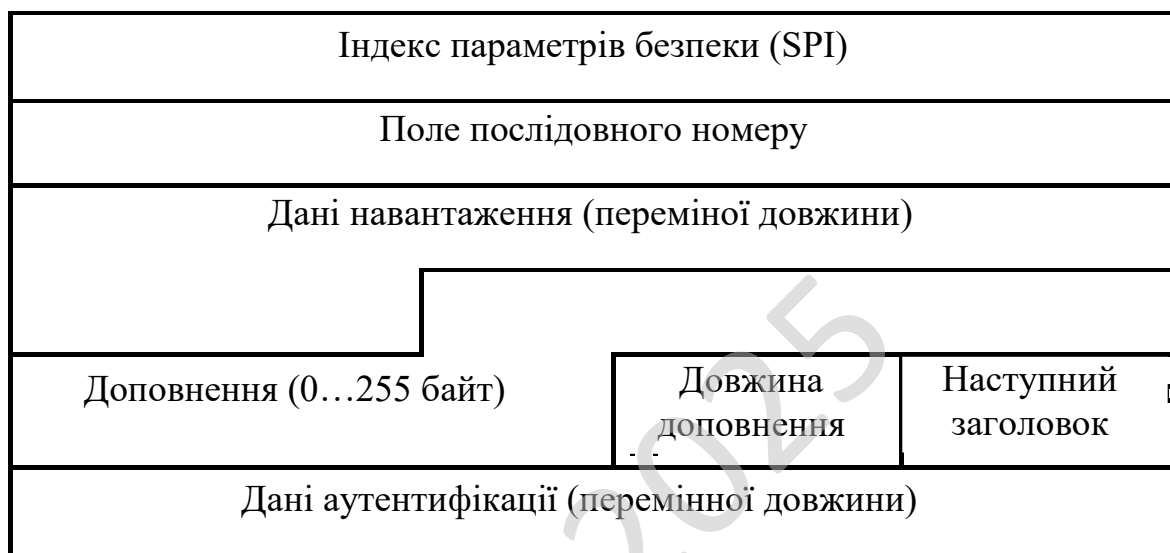 Індекс параметрів безпеки (SPI)
Поле послідовного номеру
Дані навантаження (переміної довжини)
Доповнення (0…255 байт)
Довжина
доповнення
Наступний
заголовок
Дані аутентифікації (перемінної довжини)
2025